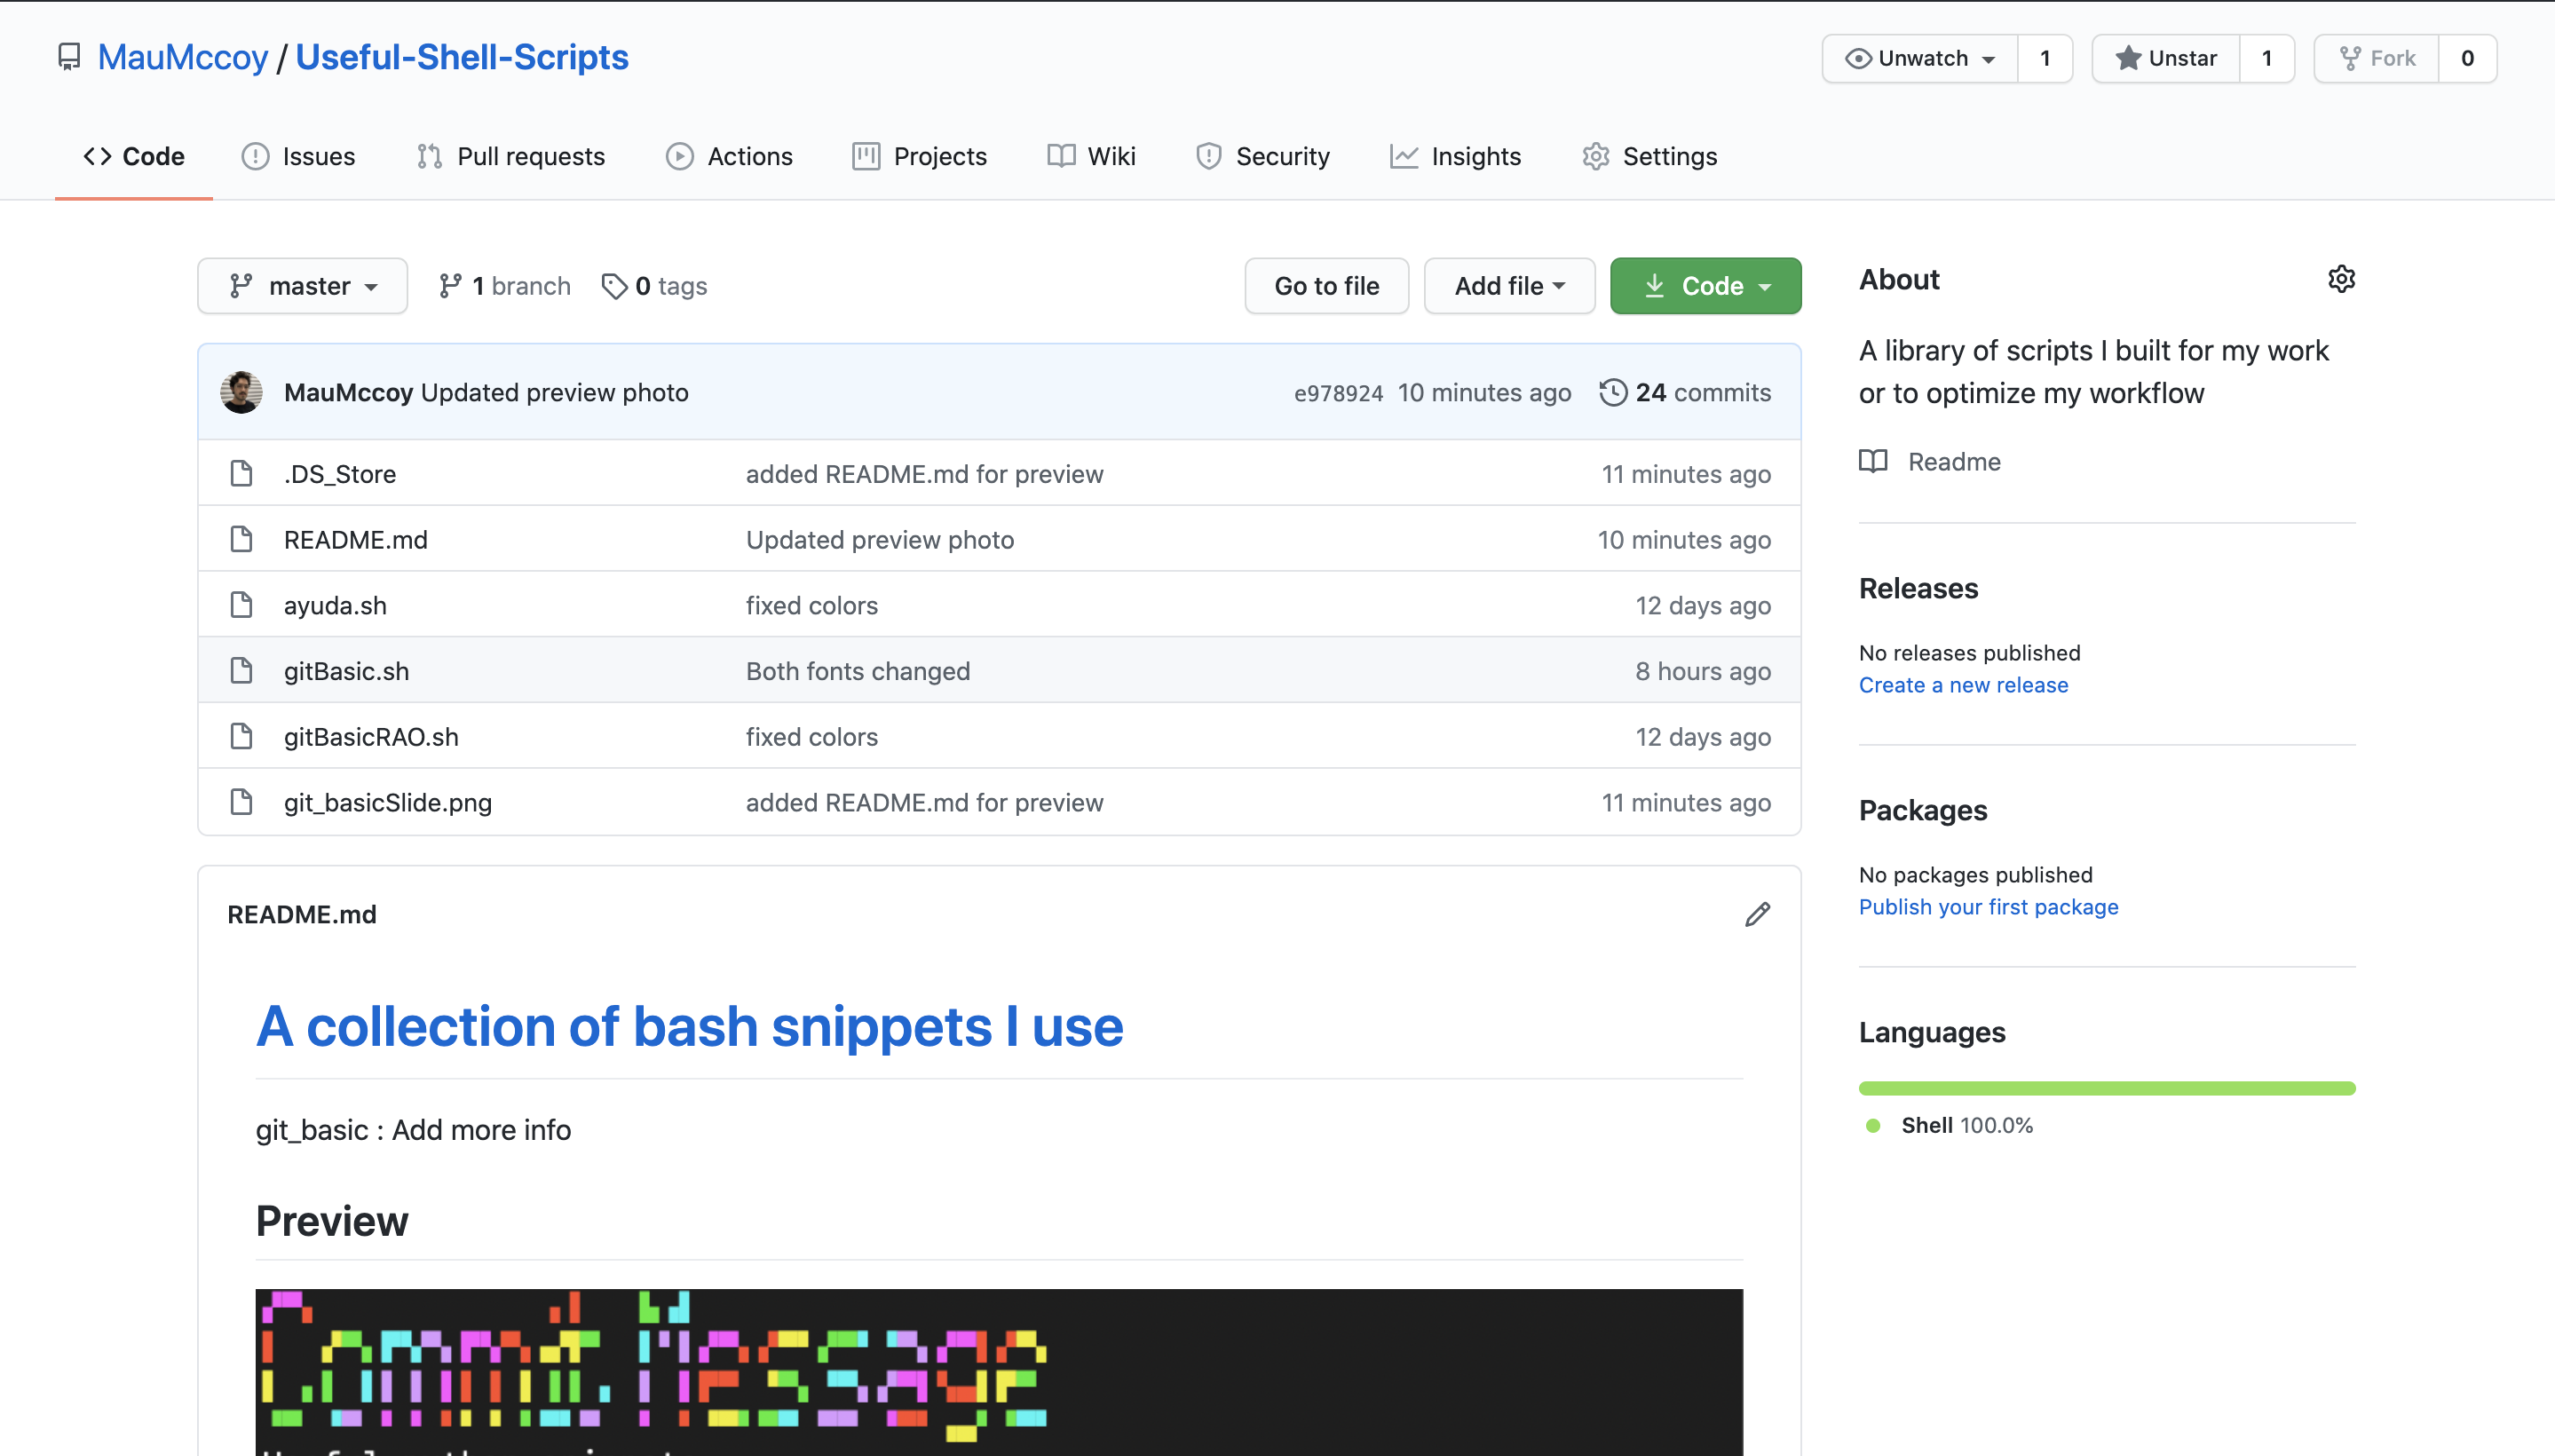 MauMccoy / Useful-Shell-Scripts
Unwatch 1 Unstar 1 Fork 0
Code Issues Pull requests Actions Projects Wiki Security Insights Settings
master 1 branch 0 tags Go to file Add file Code
MauMccoy Updated preview photo e978924 10 minutes ago 24 commits
.DS_Store added README.md for preview 11 minutes ago
README.md Updated preview photo 10 minutes ago
ayuda.sh fixed colors 12 days ago
gitBasic.sh Both fonts changed 8 hours ago
gitBasicRAO.sh fixed colors 12 days ago
git_basicSlide.png added README.md for preview 11 minutes ago
README.md
A collection of bash snippets I use
git_basic : Add more info
Preview
Commit Message
About
A library of scripts I built for my work
or to optimize my workflow
Readme
Releases
No releases published
Create a new release
Packages
No packages published
Publish your first package
Languages
Shell 100.0%